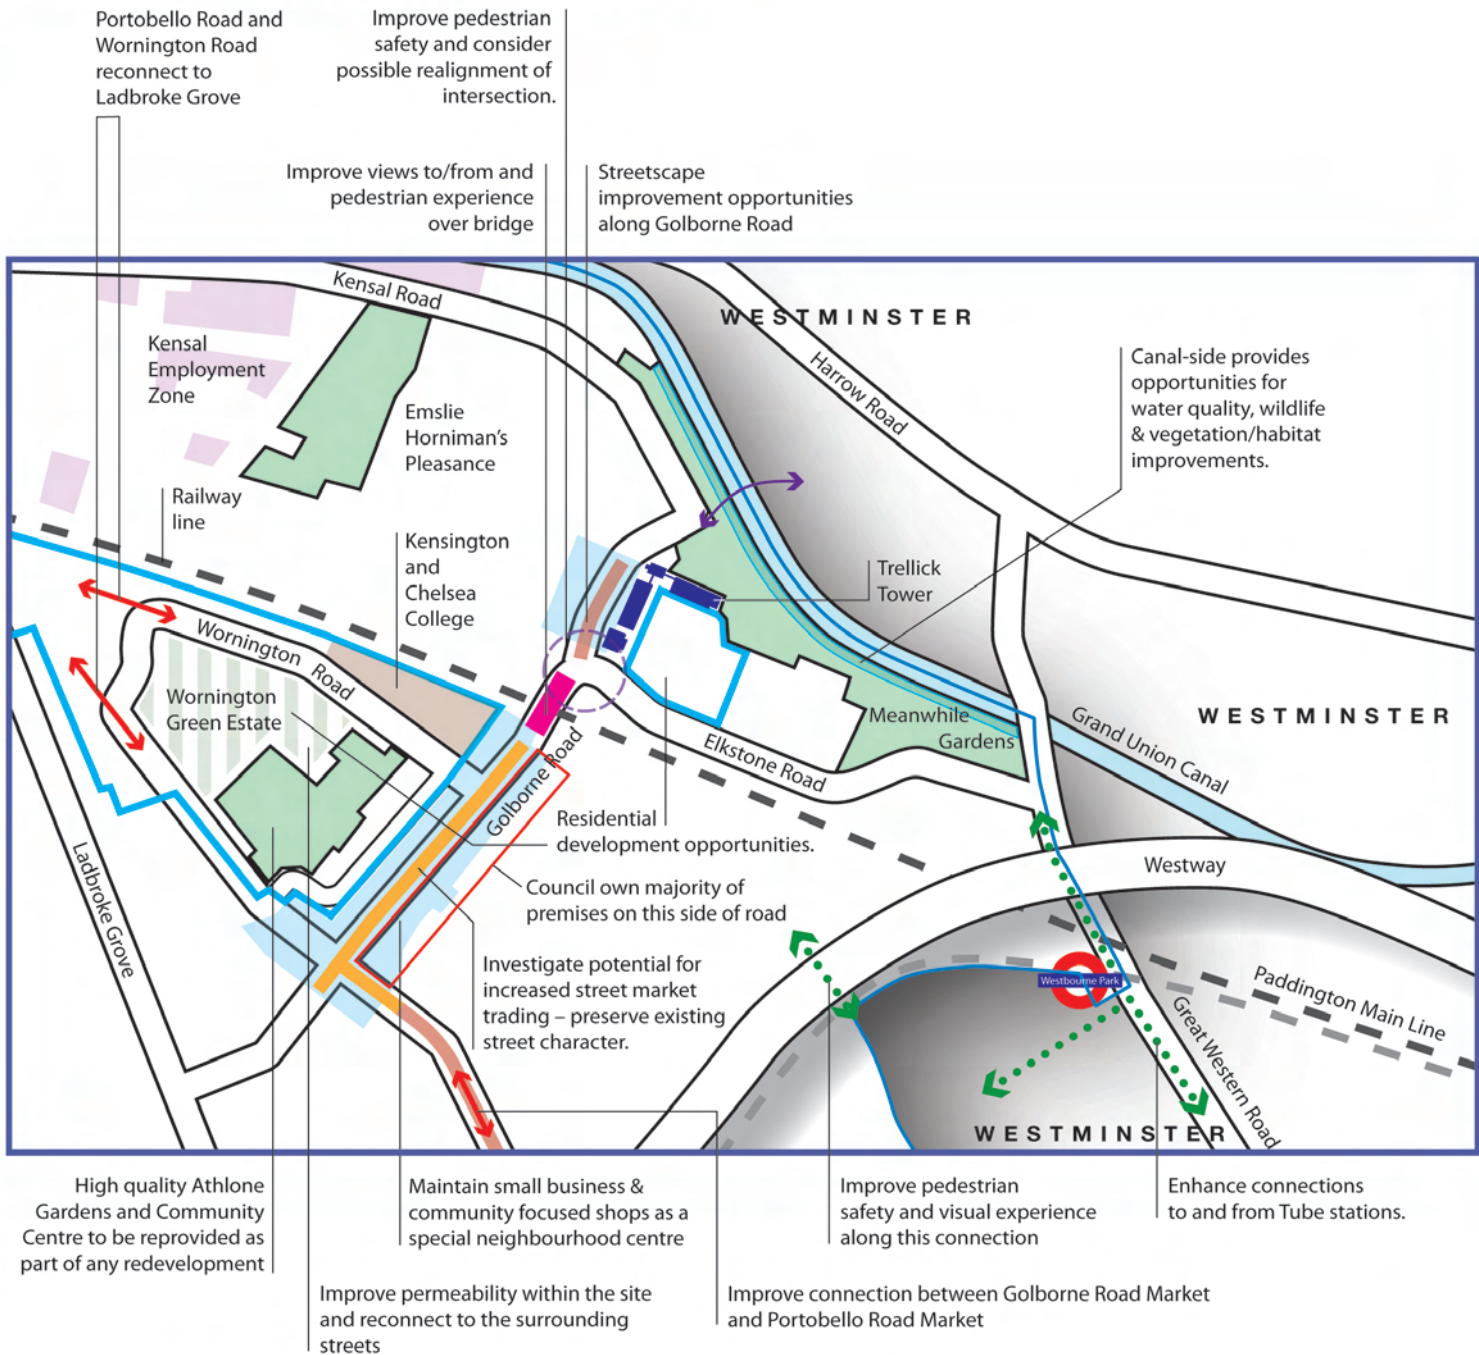 Portobello Road and
Wornington Road
reconnect to
Ladbroke Grove
Improve pedestrian
safety and consider
possible realignment of
intersection.
Improve views to/from and
pedestrian experience
over bridge
Streetscape
improvement opportunities
along Golborne Road
Kensal Road
WESTMINSTER
Harrow Road
Kensal
Employment
Zone
Emslie
Horniman's
Pleasance
Canal-side provides
opportunities for
water quality, wildlife
& vegetation/habitat
improvements.
Railway
line
Kensington
and
Chelsea
College
Trellick
Tower
Wornington Road
Wornington
Green Estate
Meanwhile
Gardens
Grand Union Canal
WESTMINSTER
Elkstone Road
Golborne Road
Residential
development opportunities.
Ladbroke Grove
Council own majority of
premises on this side of road
Westway
Investigate potential for
increased street market
trading – preserve existing
street character.
Westbourne Park
Paddington Main Line
Great Western Road
WESTMINSTER
High quality Athlone
Gardens and Community
Centre to be reprovided as
part of any redevelopment
Maintain small business &
community focused shops as a
special neighbourhood centre
Improve pedestrian
safety and visual experience
along this connection
Enhance connections
to and from Tube stations.
Improve permeability within the site
and reconnect to the surrounding
streets
Improve connection between Golborne Road Market
and Portobello Road Market